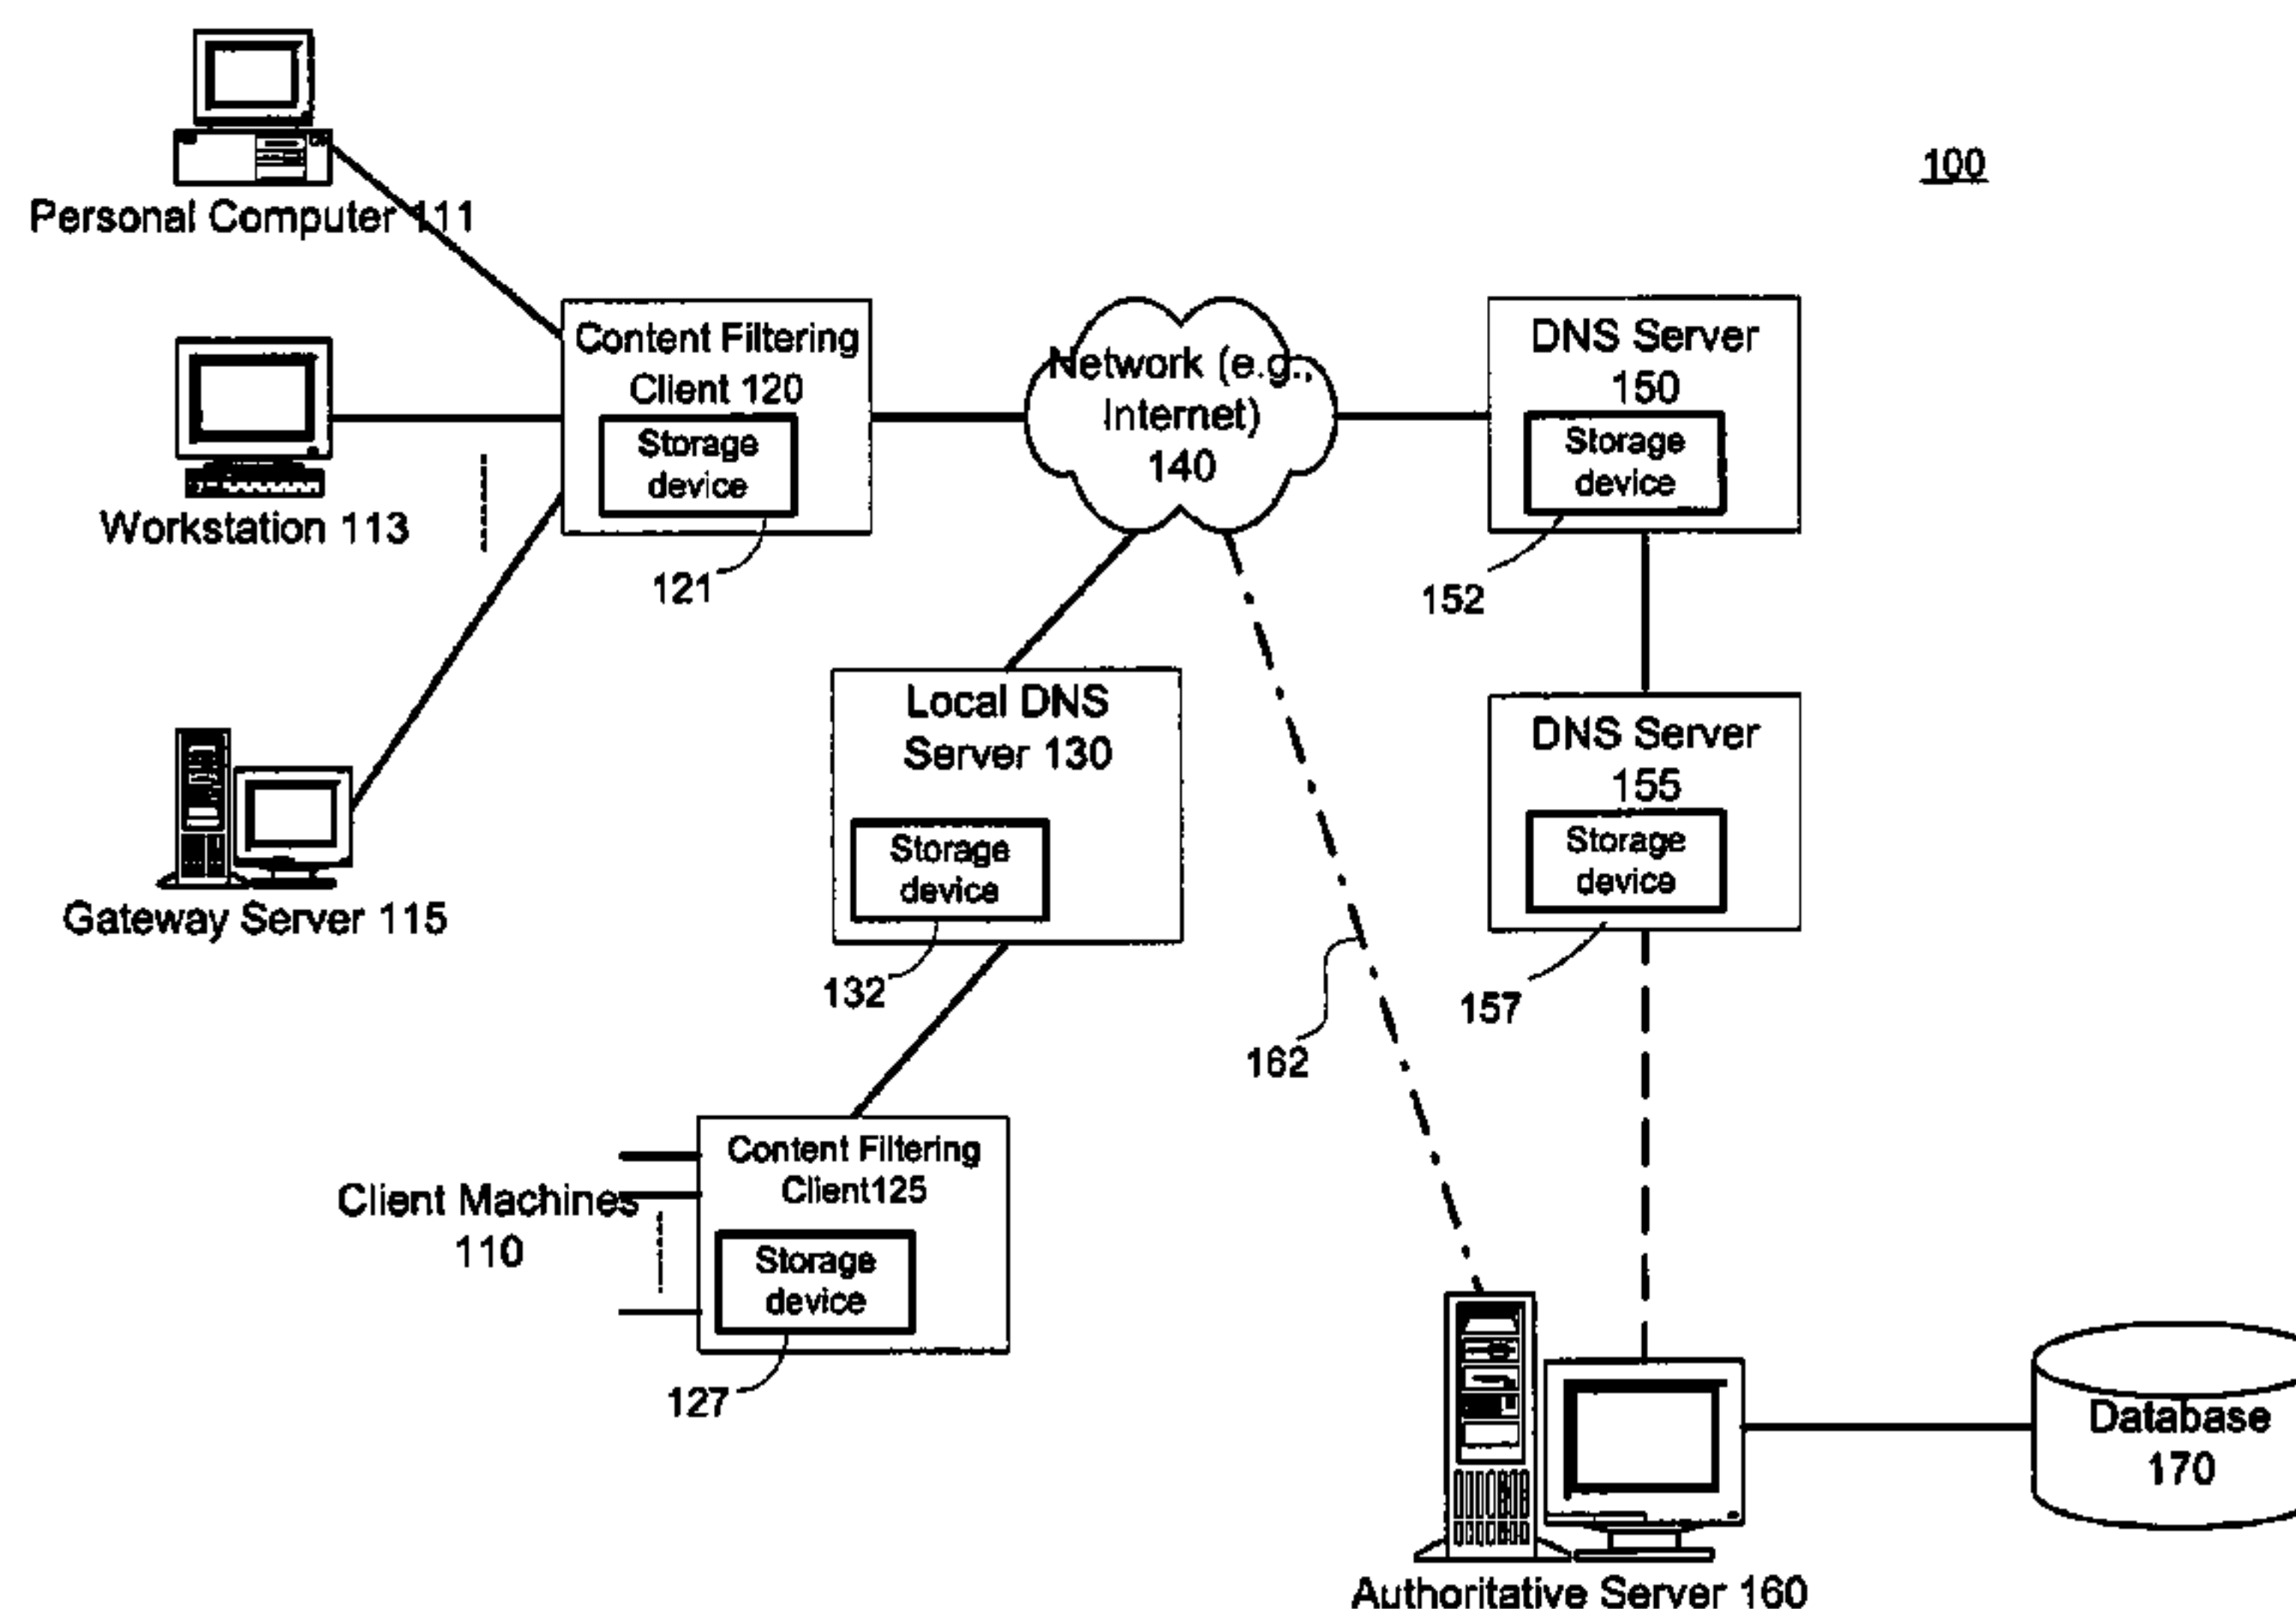 100
Personal Computer 111
Content Filtering
Client 120
Storage
device
121
Network (e.g.,
Internet)
140
DNS Server
150
Storage
device
152
Workstation 113
Local DNS
Server 130
Storage
device
132
DNS Server
155
Storage
device
157
Gateway Server 115
162
Client Machines
110
Content Filtering
Client125
Storage
device
127
Database
170
Authoritative Server 160